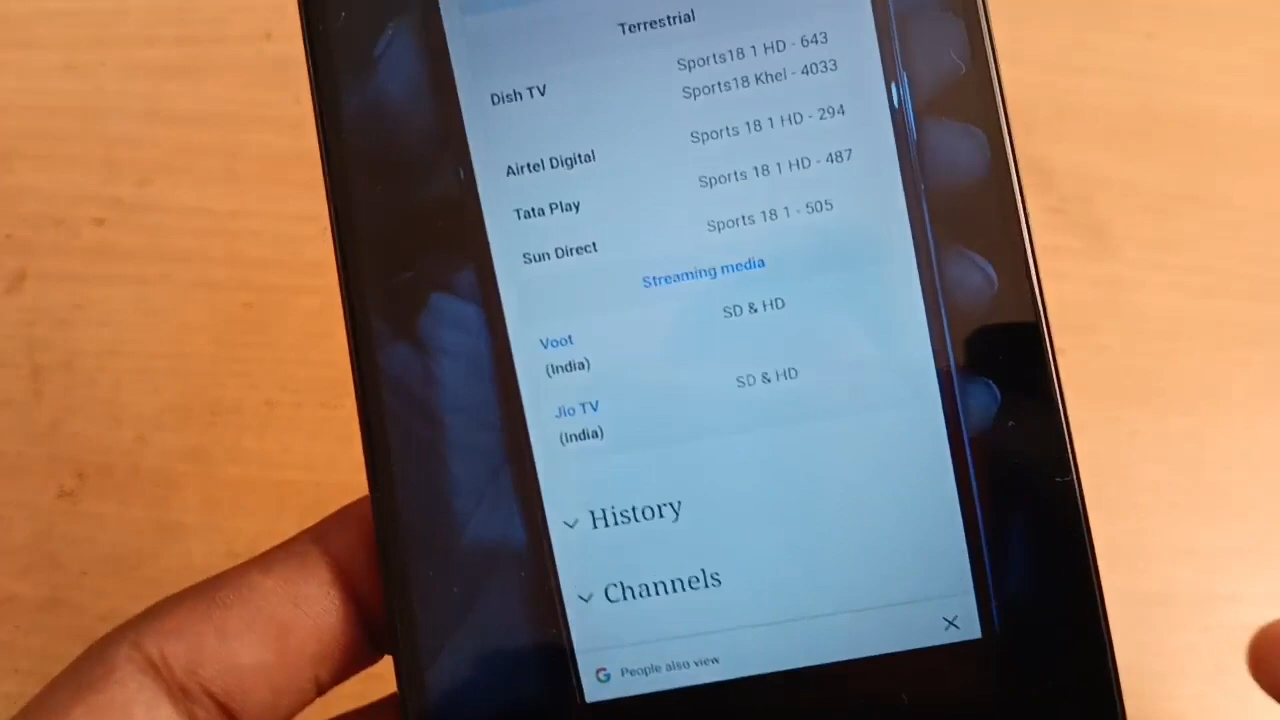 Terrestrial
Dish TV
Sports18 1 HD - 643
Sports18 Khel - 4033
Airtel Digital
Sports 18 1 HD - 294
Tata Play
Sports 18 1 HD - 487
Sun Direct
Sports 18 1 - 505
Streaming media
Voot
(India)
SD & HD
Jio TV
(India)
SD & HD
History
Channels
People also view